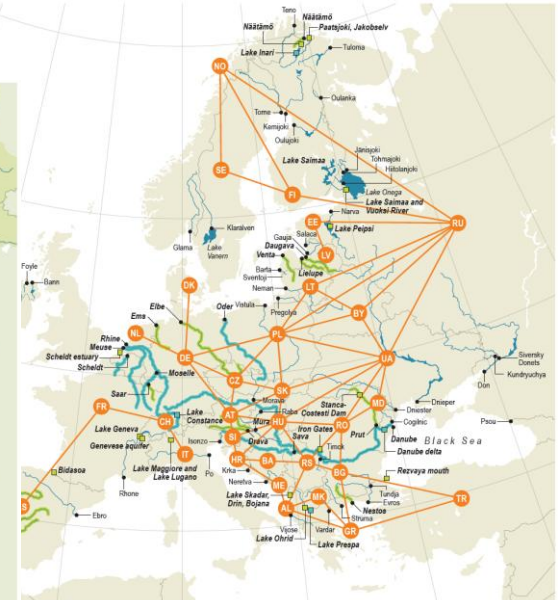 Teno
Näätämö
Näätämö
Paatsjoki, Jakobselv
Lake Inari
Tuloma
NO
Oulanka
Torne
Kamijoki
Oulujoki
Jänisjoki
Tohmajoki
Hiitolanjoki
Lake Saimaa
SE
FI
Lake Onega
Lake Saimaa and
Vuoksi River
Narva
EE
Lake Peipsi
RU
Klaralven
Glama
Lake
Vanern
Salaca
Gauja
Daugava
Venta
LV
Lielupe
Foyle
Bann
Barta
Sventoji
Neman
LT
DK
Elbe
Ems
Oder
Vistula
Pregolya
BY
NL
PL
Rhine
Meuse
Scheldt estuary
Scheldt
DE
UA
Siversky
Donets
Kundryuchya
Don
Moselle
CZ
SK
Saar
Morava
Stanca-
Costesti Dam
MD
Dnieper
Dniester
Cogilnic
FR
Lake
Constance
AT
Raba
HU
Mura
CH
RO
Prut
Danube
Danube delta
Black Sea
Psou
Lake Geneva
Genevese aquifer
SI
Drava
Iron Gates
Sava
Isonzo
Timok
IT
HR
BA
RS
BG
Rezvaya mouth
Bidasoa
Lake Maggiore and
Lake Lugano
Po
Krka
Neretva
ME
Rhone
Lake Skadar,
Drin, Bojana
MK
Tundja
Evros
TR
Nestos
Struma
S
Ebro
AL
Vijose
Vardar
GR
Lake Ohrid
Lake Prespa